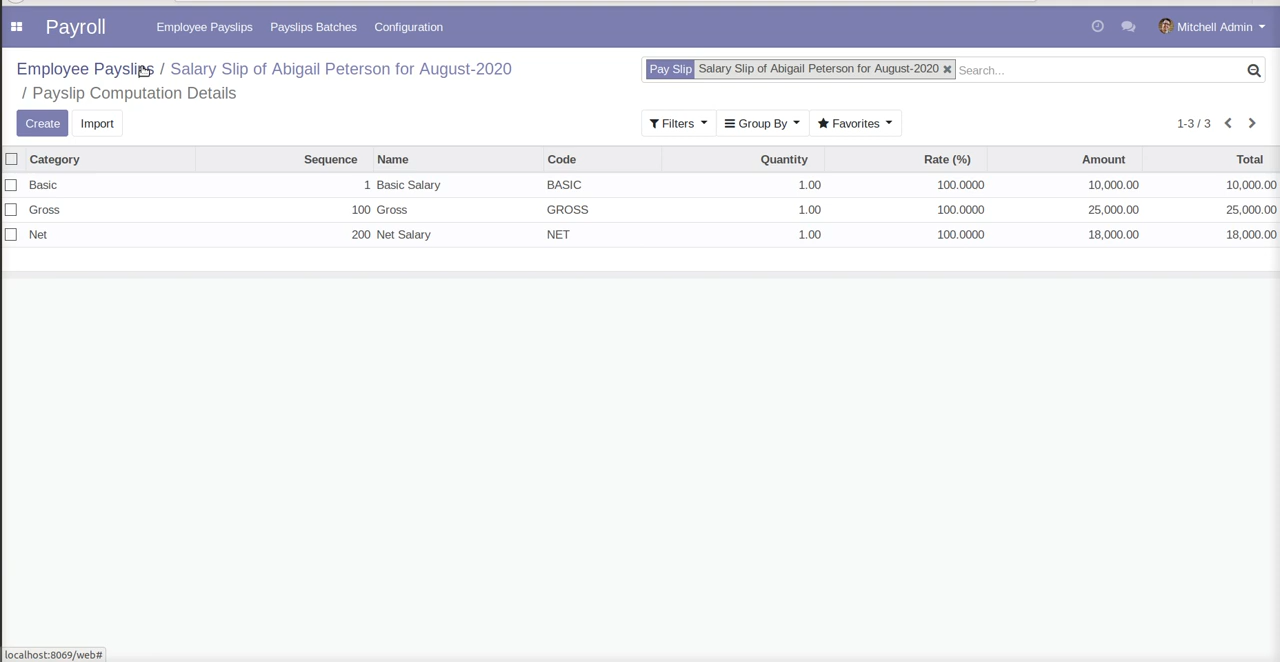 Payroll Employee Payslips Payslips Batches Configuration Mitchell Admin
Employee Payslips / Salary Slip of Abigail Peterson for August-2020
/ Payslip Computation Details
Pay Slip Salary Slip of Abigail Peterson for August-2020 Search...
Create Import Filters Group By Favorites 1-3 / 3
Category Sequence Name Code Quantity Rate (%) Amount Total
Basic 1 Basic Salary BASIC 1.00 100.0000 10,000.00 10,000.00
Gross 100 Gross GROSS 1.00 100.0000 25,000.00 25,000.00
Net 200 Net Salary NET 1.00 100.0000 18,000.00 18,000.00
localhost:8069/web#